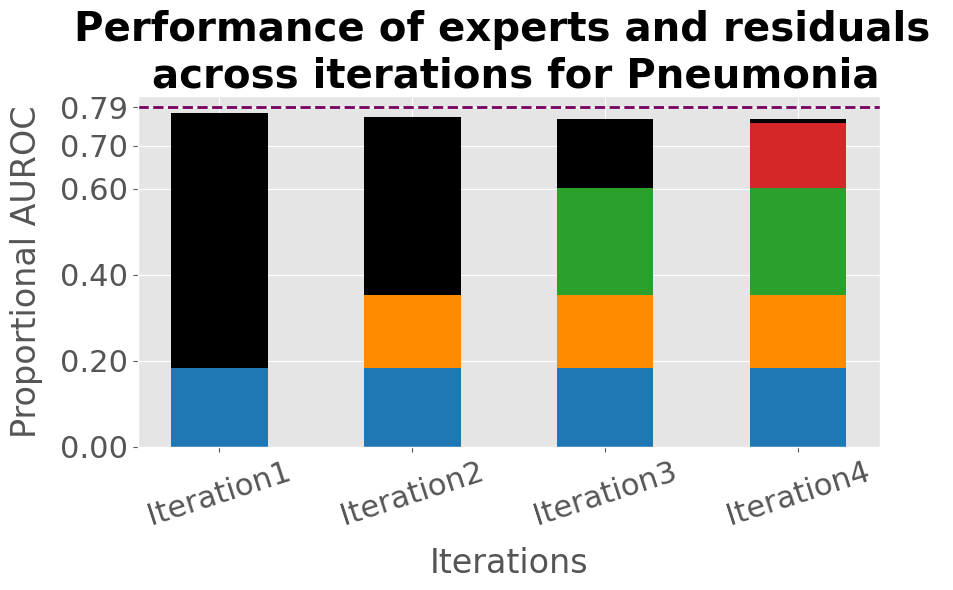 Performance of experts and residuals
across iterations for Pneumonia
Proportional AUROC
0.79
0.70
0.60
0.40
0.20
0.00
Iteration1
Iteration2
Iteration3
Iteration4
Iterations